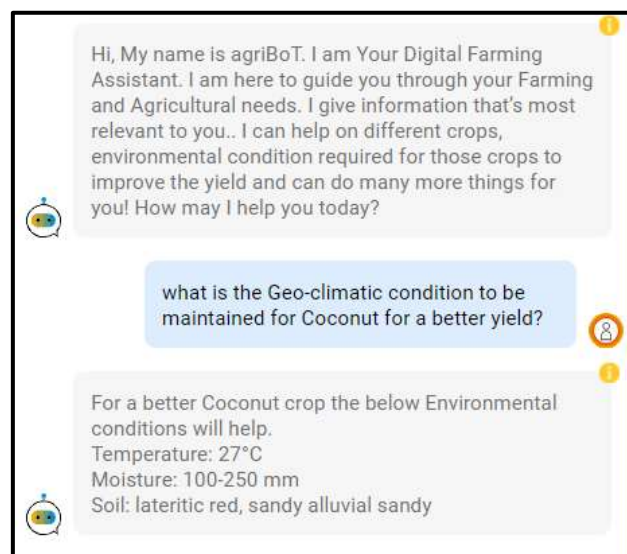 Hi, My name is agriBoT. I am Your Digital Farming
Assistant. I am here to guide you through your Farming
and Agricultural needs. I give information that's most
relevant to you.. I can help on different crops,
environmental condition required for those crops to
improve the yield and can do many more things for
you! How may I help you today?
what is the Geo-climatic condition to be
maintained for Coconut for a better yield?
For a better Coconut crop the below Environmental
conditions will help.
Temperature: 27°C
Moisture: 100-250 mm
Soil: lateritic red, sandy alluvial sandy